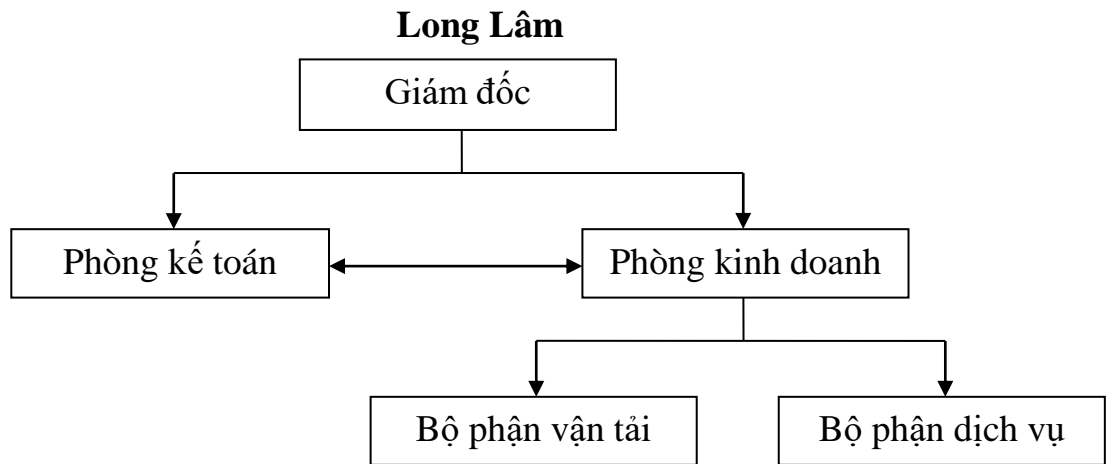 Long Lâm
Giám đốc
Phòng kế toán
Phòng kinh doanh
Bộ phận vận tải
Bộ phận dịch vụ